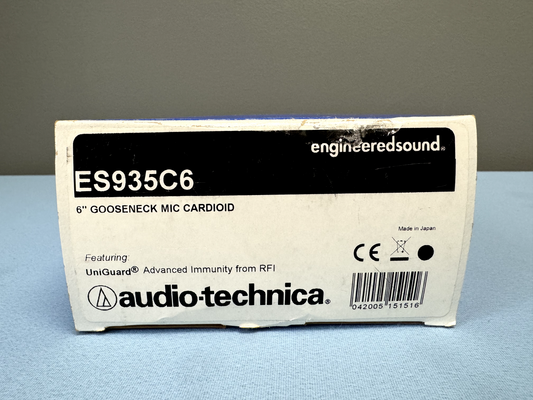 engineeredsound®
ES935C6
6" GOOSENECK MIC CARDIOID
Made in Japan
Featuring:
UniGuard® Advanced Immunity from RFI
CE
audio-technica®
042005 151516